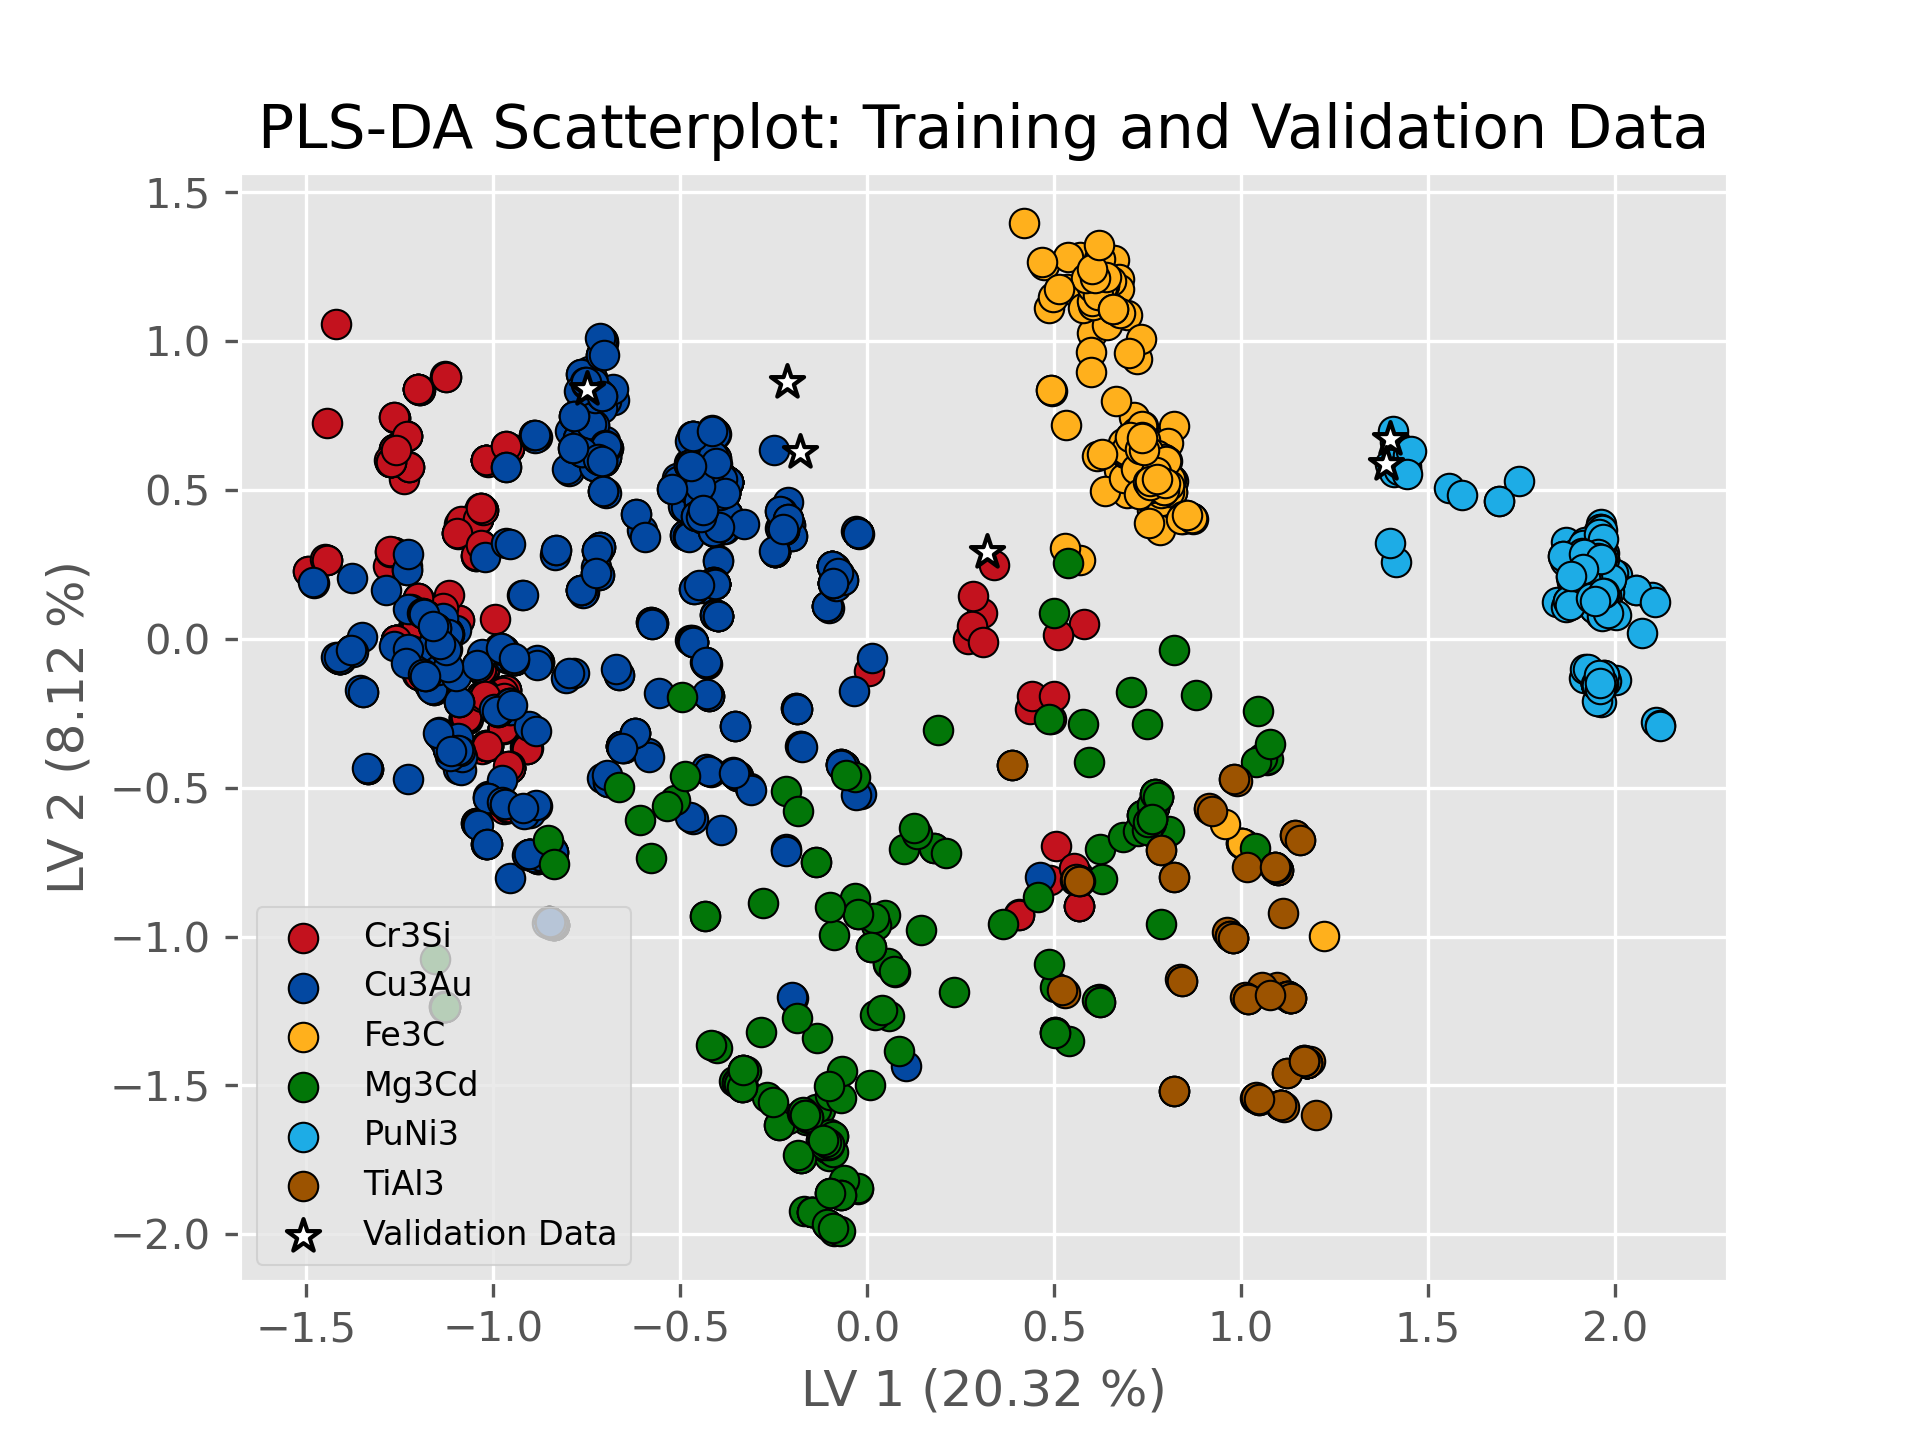 PLS-DA Scatterplot: Training and Validation Data
1.5
1.0
0.5
0.0
−0.5
−1.0
−1.5
−2.0
LV 2 (8.12 %)
Cr3Si
Cu3Au
Fe3C
Mg3Cd
PuNi3
TiAl3
Validation Data
−1.5 −1.0 −0.5 0.0 0.5 1.0 1.5 2.0
LV 1 (20.32 %)